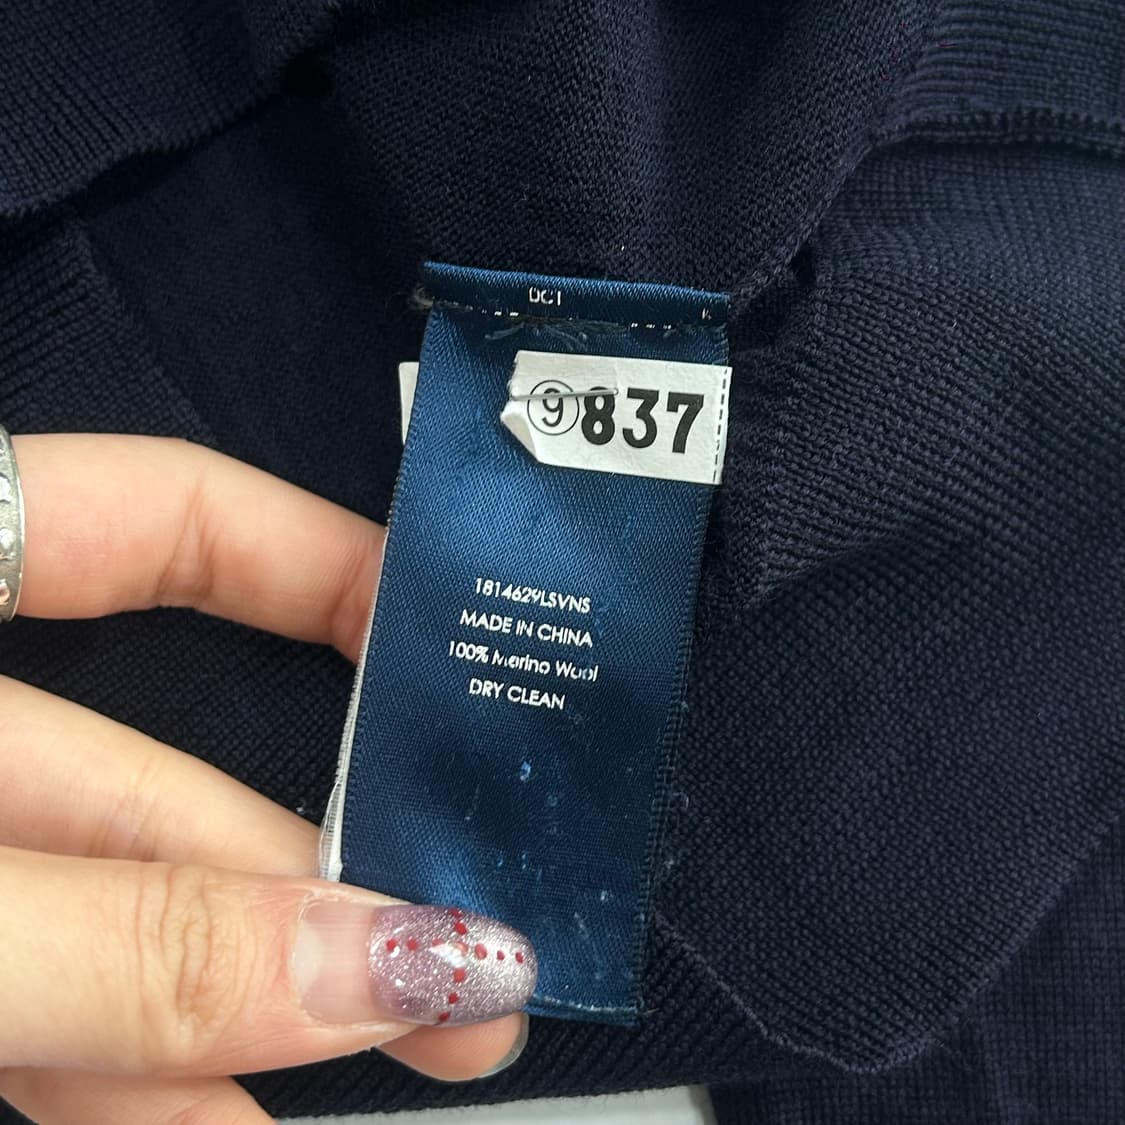 ⑨837
1814629LSVNS
MADE IN CHINA
100% Merino Wool
DRY CLEAN